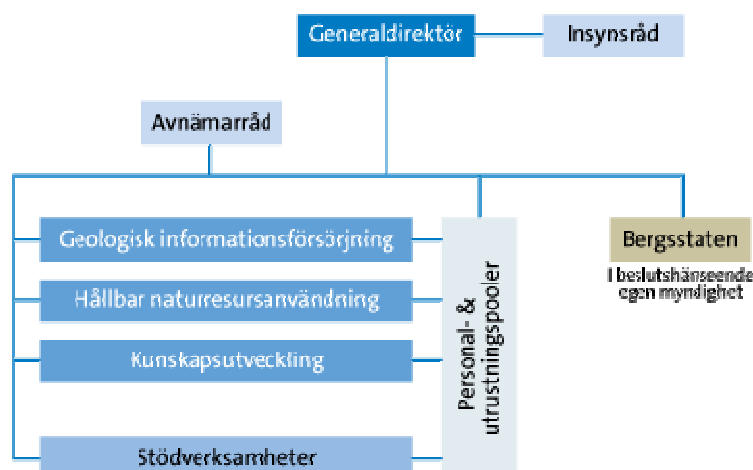 Generaldirektör
Insynsråd
Avnämarråd
Geologisk informationsförsörjning
Hållbar naturresursanvändning
Kunskapsutveckling
Stödverksamheter
Personal- &
utrustningspooler
Bergsstaten
I beslutshänseende
egen myndighet